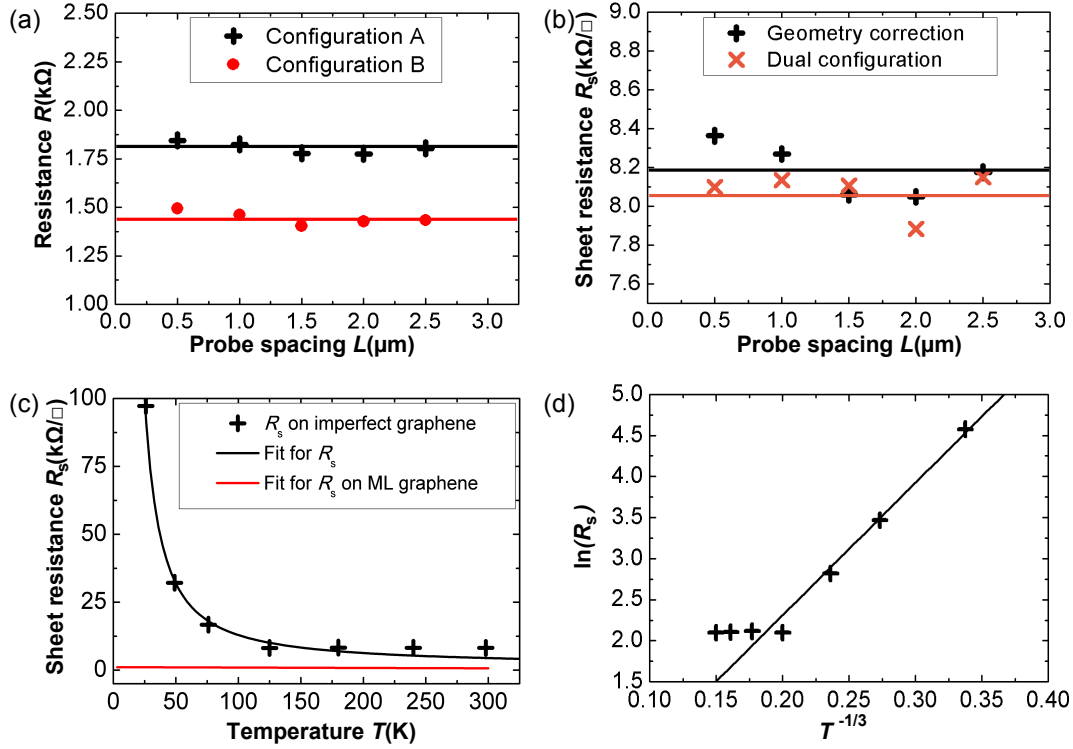 (a)
Configuration A
Configuration B
Resistance R(kΩ)
2.50
2.25
2.00
1.75
1.50
1.25
1.00
0.0 0.5 1.0 1.5 2.0 2.5 3.0
Probe spacing L(µm)
(b)
Geometry correction
Dual configuration
Sheet resistance Rs(kΩ/□)
9.0
8.8
8.6
8.4
8.2
8.0
7.8
7.6
0.0 0.5 1.0 1.5 2.0 2.5 3.0
Probe spacing L(µm)
(c)
Rs on imperfect graphene
Fit for Rs
Fit for Rs on ML graphene
Sheet resistance Rs(kΩ/□)
100
75
50
25
0
0 50 100 150 200 250 300
Temperature T(K)
(d)
ln(Rs)
5.0
4.5
4.0
3.5
3.0
2.5
2.0
1.5
0.10 0.15 0.20 0.25 0.30 0.35 0.40
T -1/3